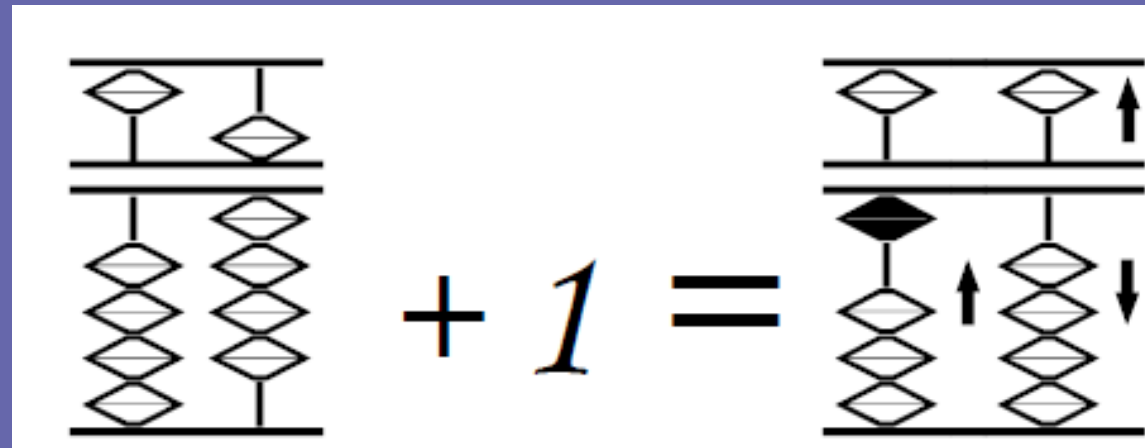 + 1 =